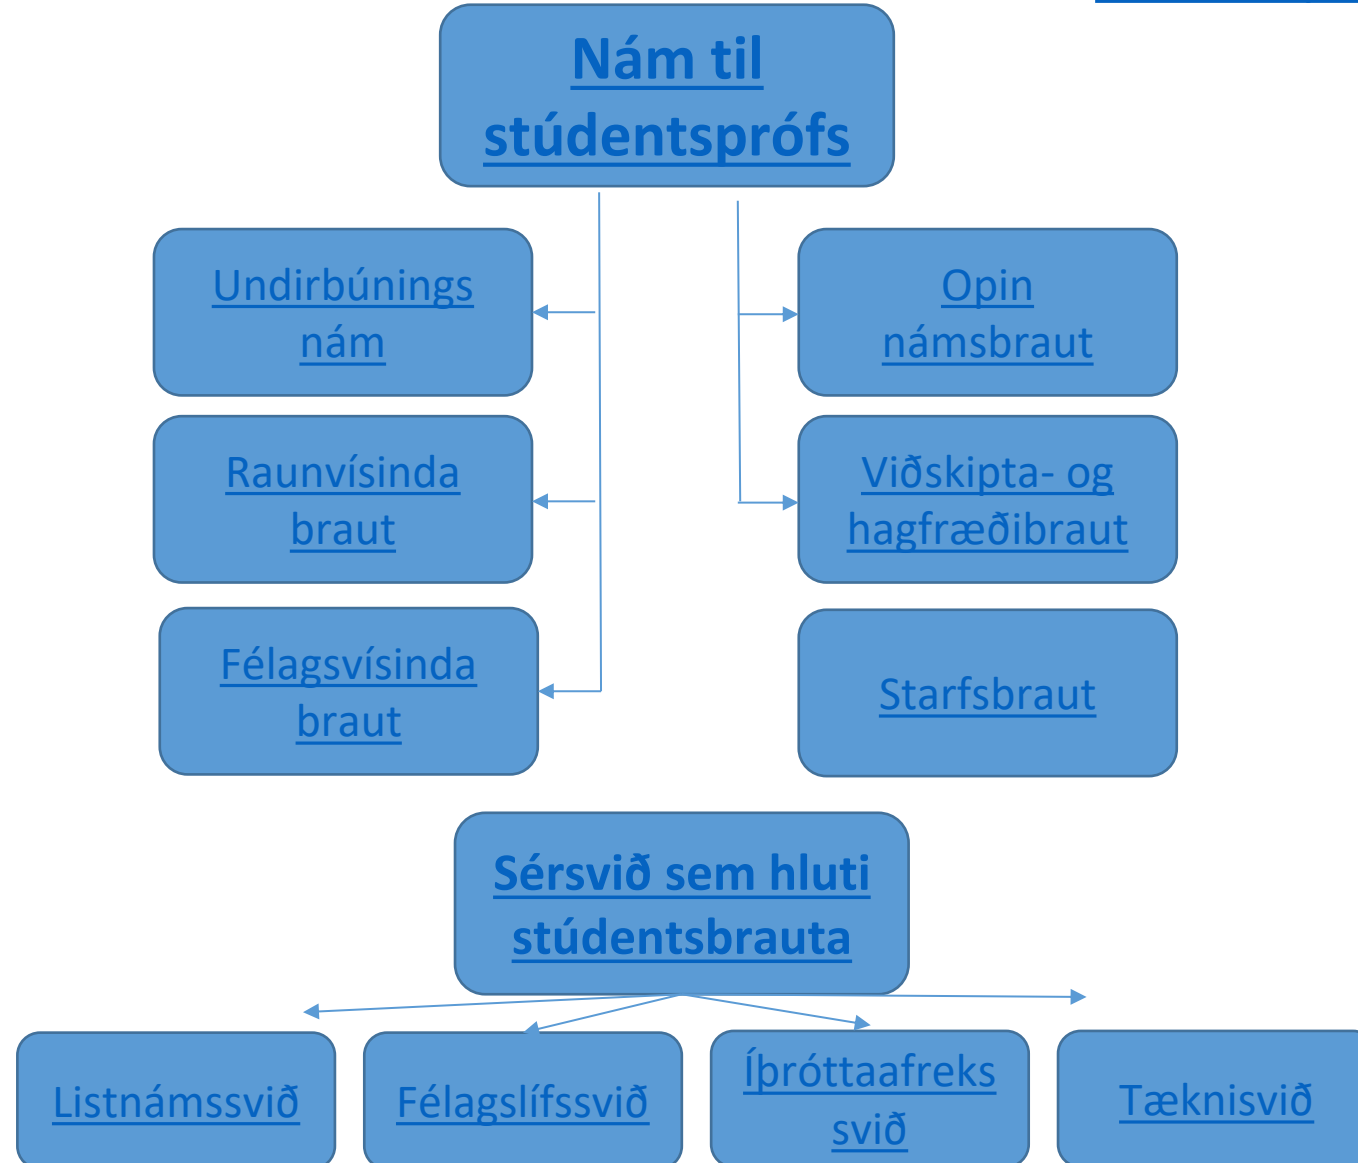 Nám til
stúdentsprófs
Undirbúnings
nám
Opin
námsbraut
Raunvísinda
braut
Viðskipta- og
hagfræðibraut
Félagsvísinda
braut
Starfsbraut
Sérsvið sem hluti
stúdentsbrauta
Listnámssvið
Félagslífssvið
Íþróttaafreks
svið
Tæknisvið